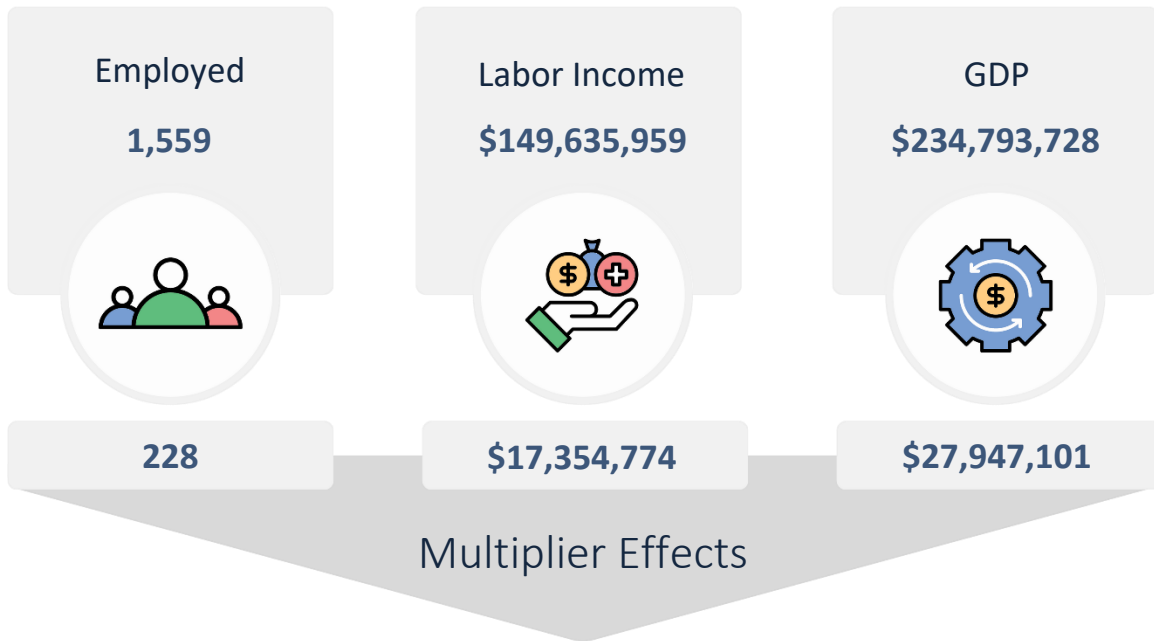 Employed
1,559
Labor Income
$149,635,959
GDP
$234,793,728
$
$
228
$17,354,774
$27,947,101
Multiplier Effects